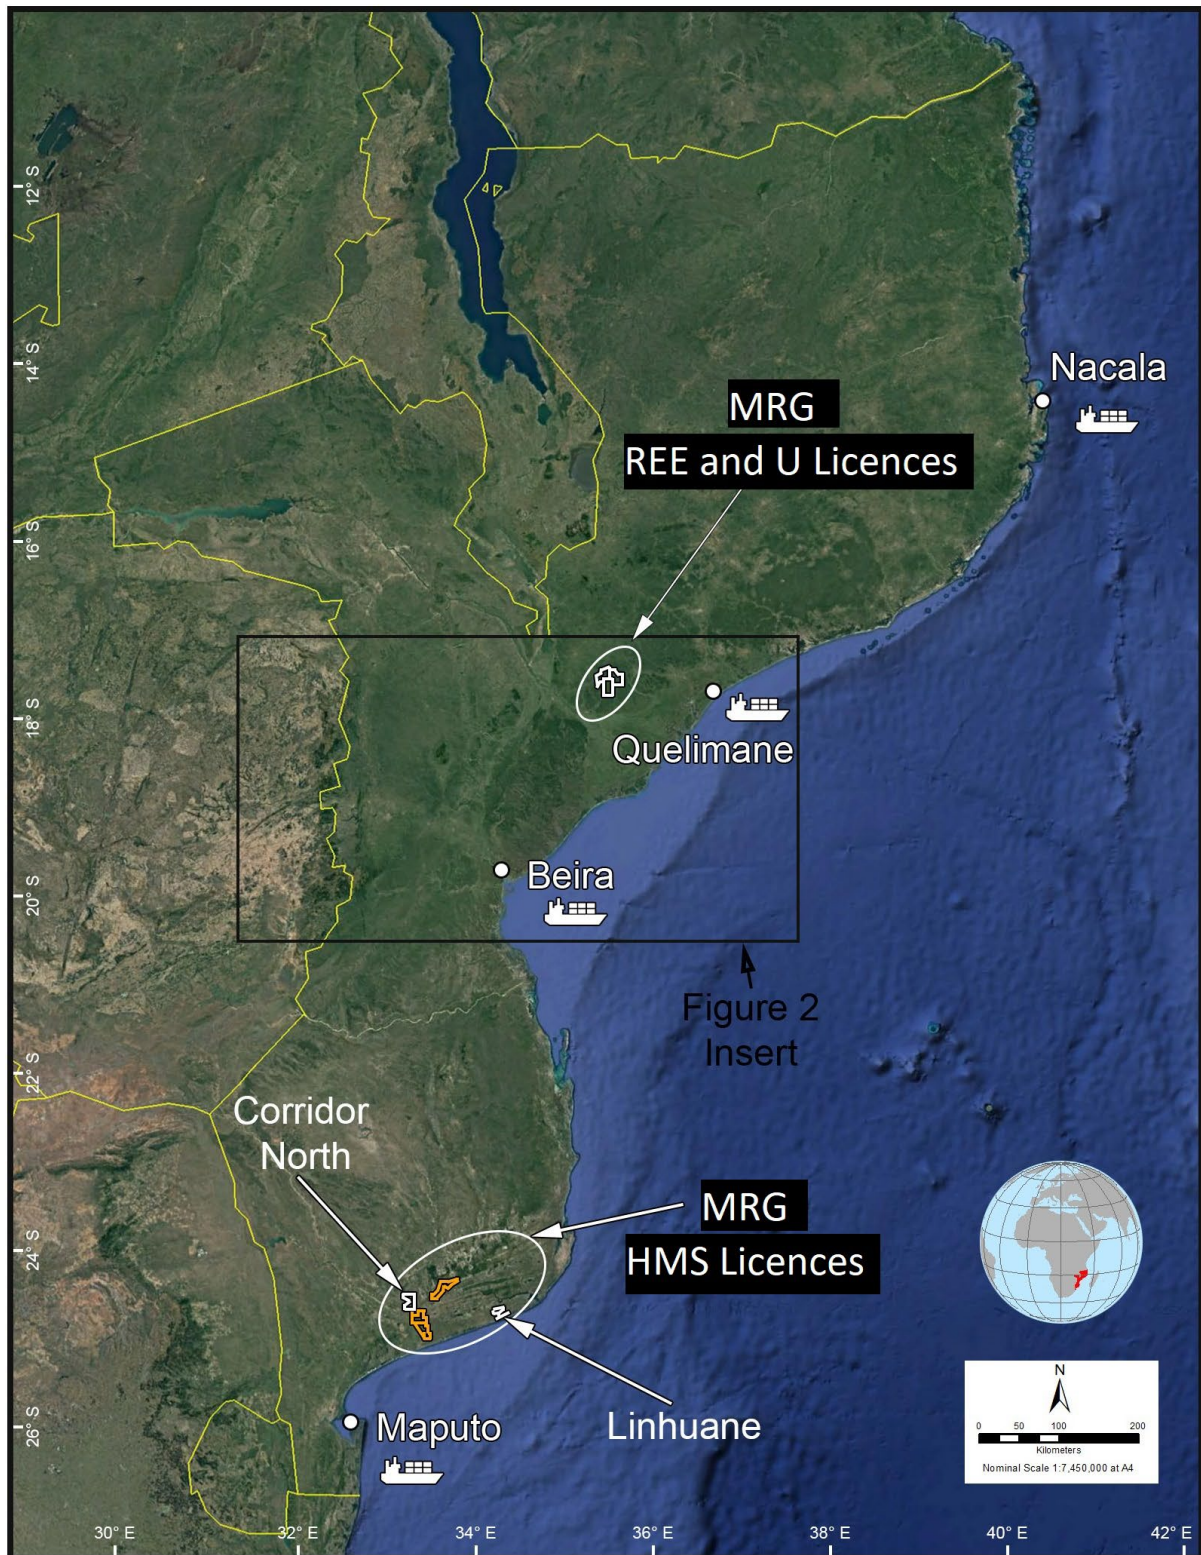 12° S
14° S
16° S
18° S
20° S
22° S
24° S
26° S
Nacala
MRG
REE and U Licences
Quelimane
Beira
Figure 2
Insert
Corridor
North
MRG
HMS Licences
Linhuane
Maputo
N
0 50 100 200
Kilometers
Nominal Scale 1:7,450,000 at A4
30° E 32° E 34° E 36° E 38° E 40° E 42° E